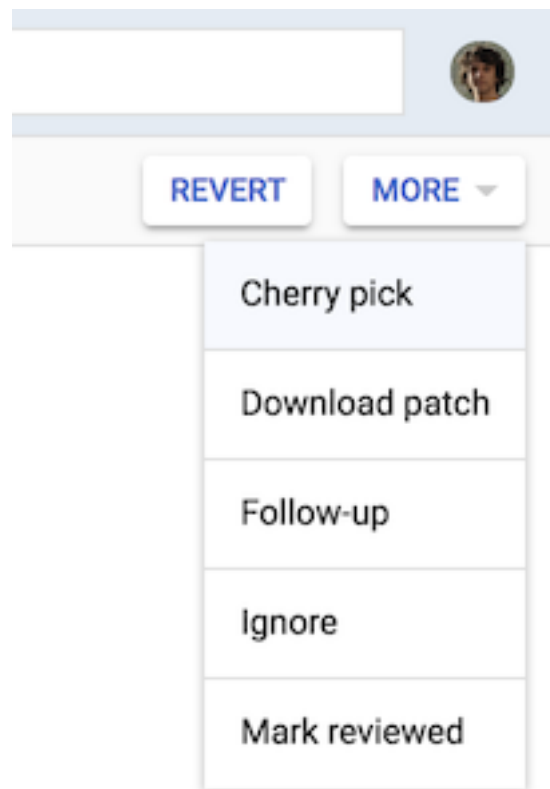 REVERT MORE
Cherry pick
Download patch
Follow-up
Ignore
Mark reviewed